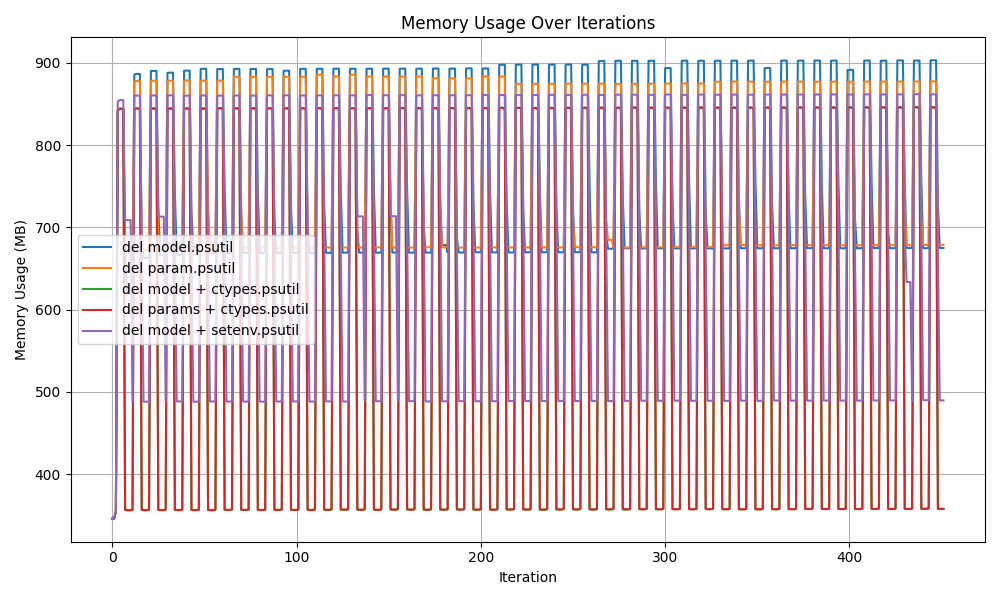 Memory Usage Over Iterations
Memory Usage (MB)
900
800
700
600
500
400
del model.psutil
del param.psutil
del model + ctypes.psutil
del params + ctypes.psutil
del model + setenv.psutil
0
100
200
300
400
Iteration